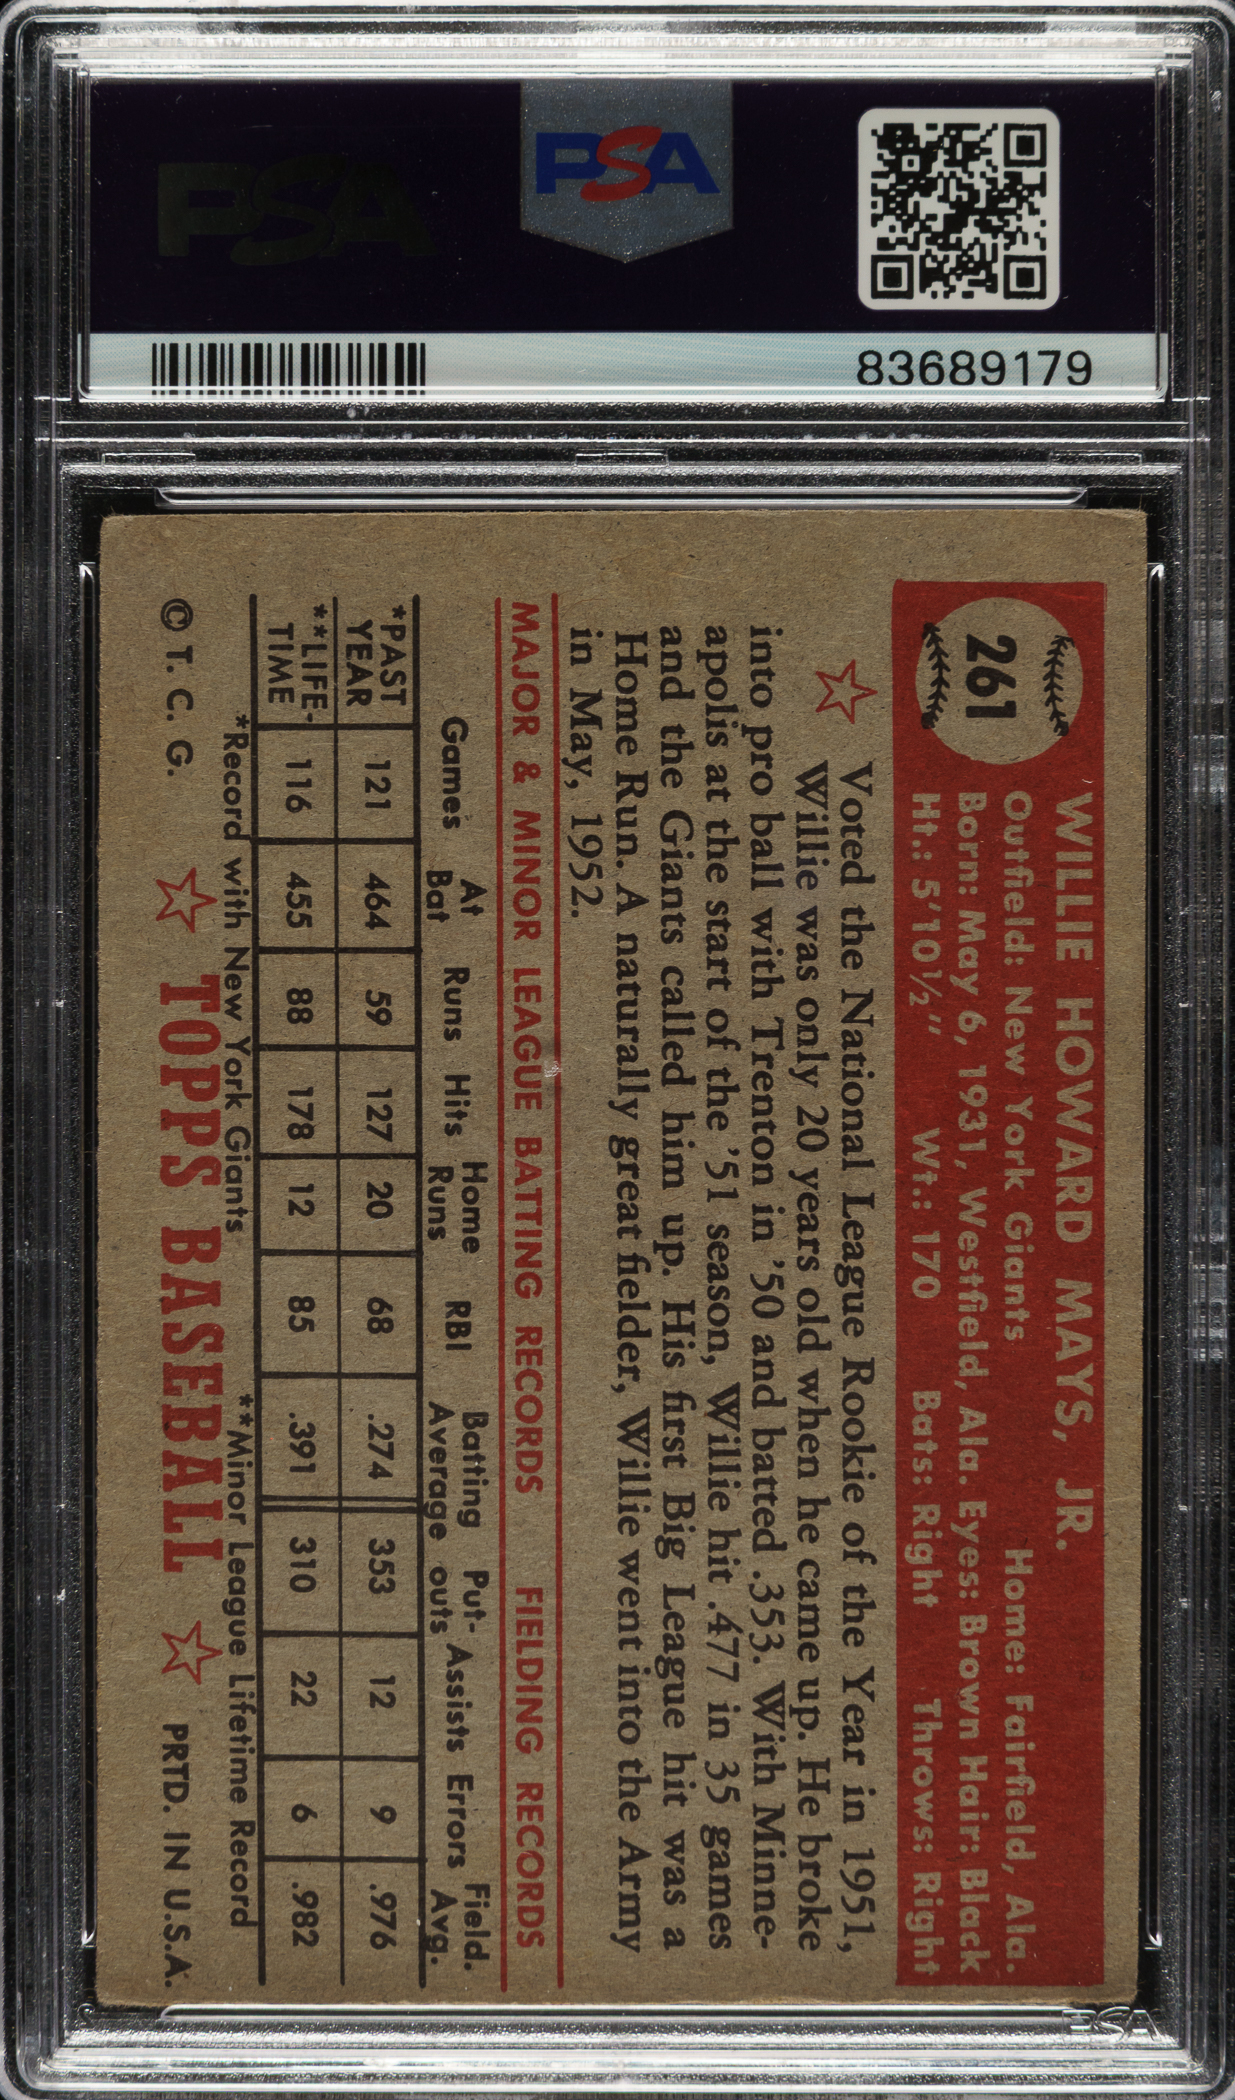 PSA
PSA
83689179
261
WILLIE HOWARD MAYS, JR.
Outfield: New York Giants Home: Fairfield, Ala.
Born: May 6, 1931, Westfield, Ala. Eyes: Brown Hair: Black
Ht.: 5'10½" Wt.: 170 Bats: Right Throws: Right
Voted the National League Rookie of the Year in 1951,
Willie was only 20 years old when he came up. He broke
into pro ball with Trenton in '50 and batted .353. With Minne-
apolis at the start of the '51 season, Willie hit .477 in 35 games
and the Giants called him up. His first Big League hit was a
Home Run. A naturally great fielder, Willie went into the Army
in May, 1952.
MAJOR & MINOR LEAGUE BATTING RECORDS FIELDING RECORDS
Games At Bat Runs Hits Home Runs RBI Batting Average Put-outs Assists Errors Field. Avg.
*PAST YEAR 121 464 59 127 20 68 .274 353 12 9 .976
**LIFE-TIME 116 455 88 178 12 85 .391 310 22 6 .982
*Record with New York Giants **Minor League Lifetime Record
© T. C. G. TOPPS BASEBALL PRTD. IN U.S.A.
PSA